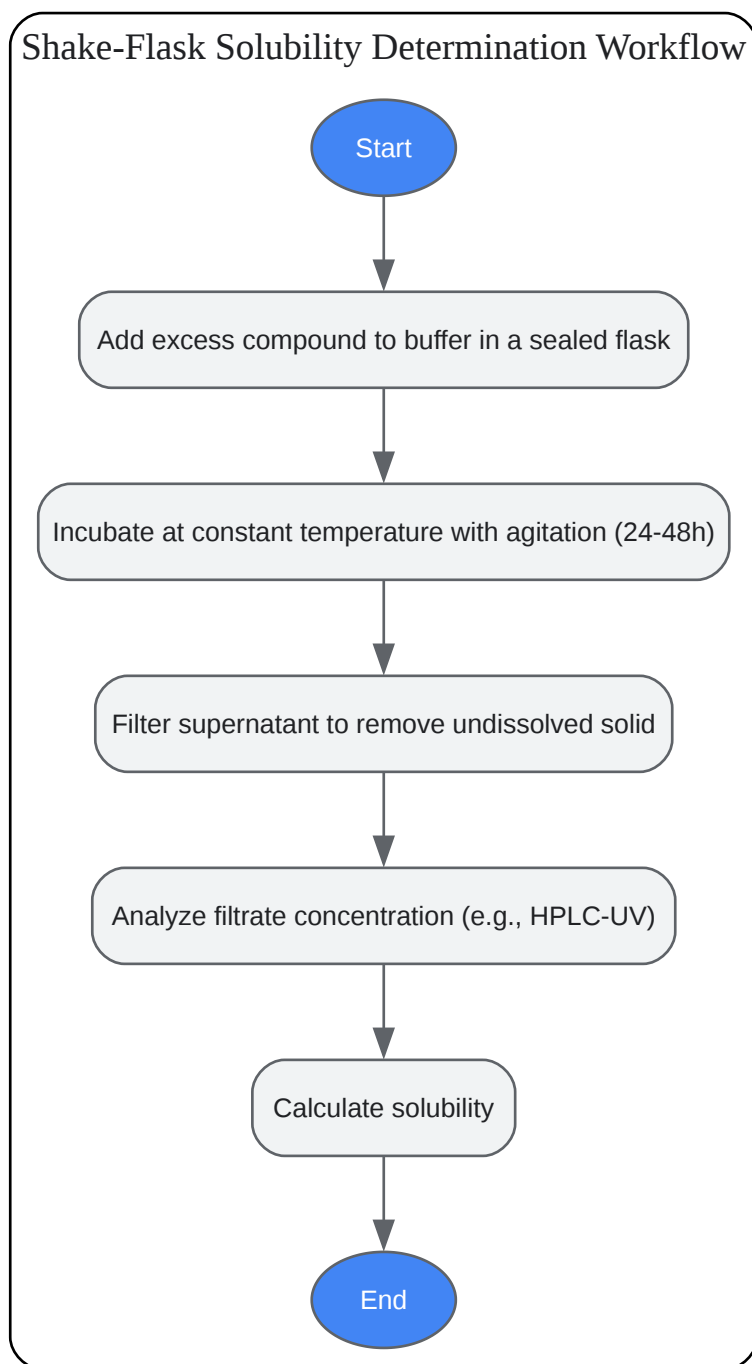 Shake-Flask Solubility Determination Workflow
Start
Add excess compound to buffer in a sealed flask
Incubate at constant temperature with agitation (24-48h)
Filter supernatant to remove undissolved solid
Analyze filtrate concentration (e.g., HPLC-UV)
Calculate solubility
End